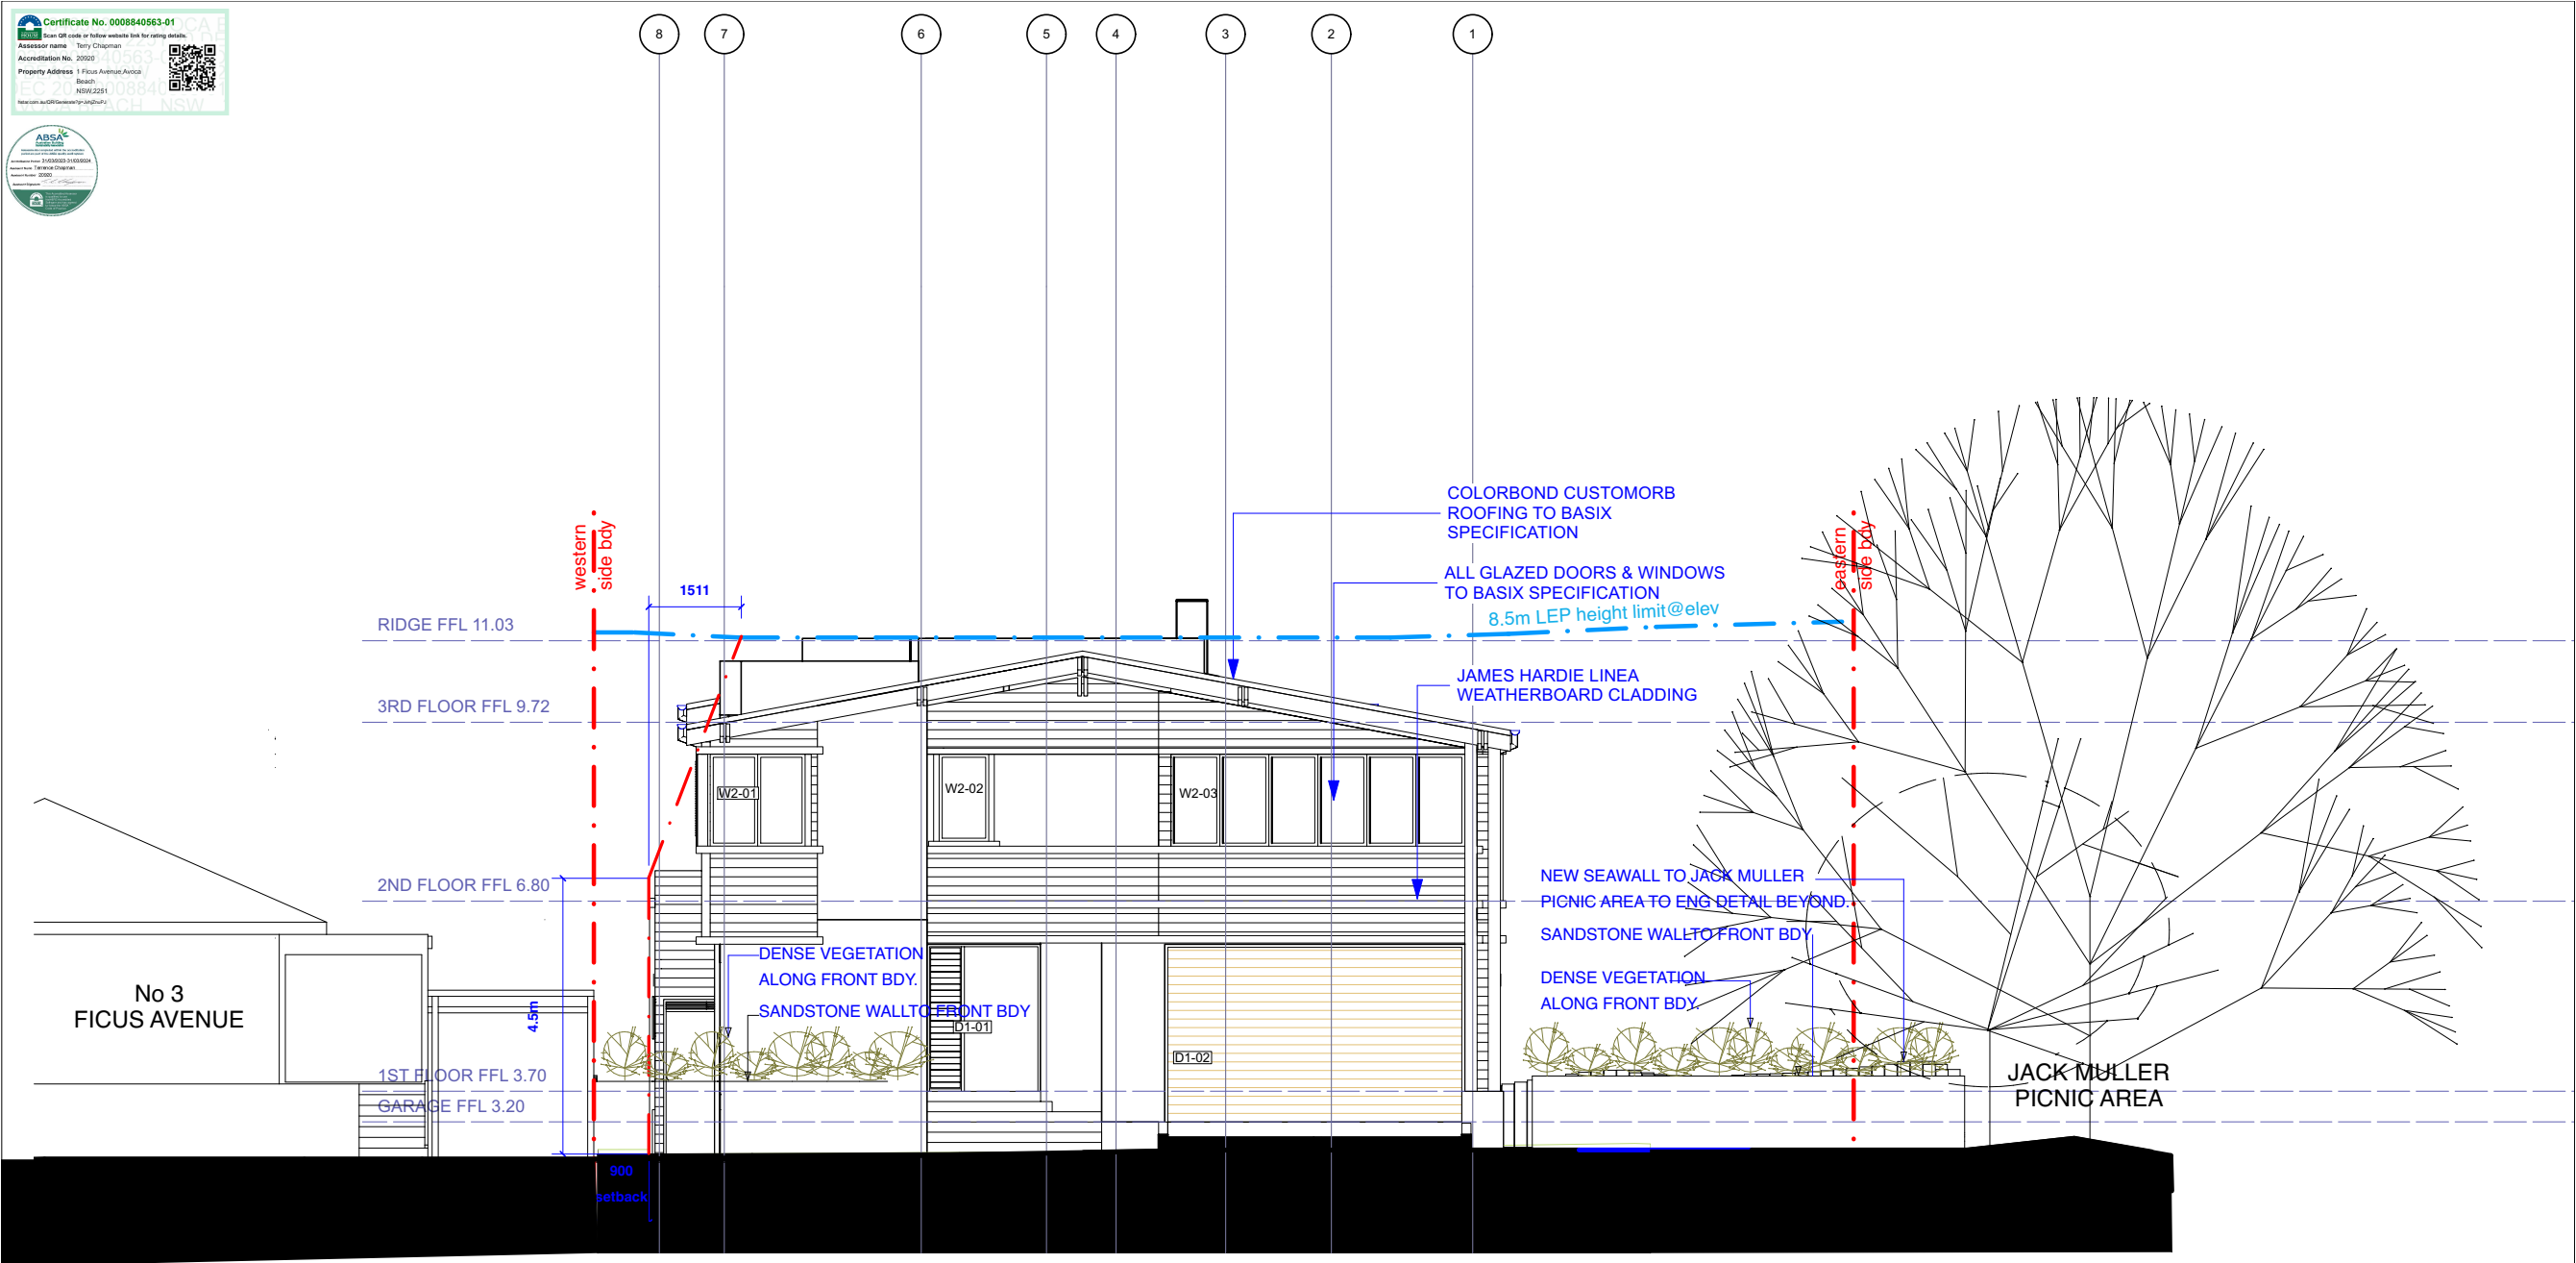 Certificate No. 0008840563-01
Scan QR code or follow website link for rating details.
Assessor name Terry Chapman
Accreditation No. 20920
Property Address 1 Ficus Avenue,Avoca
Beach
NSW,2251
ABSA
Terrence Chapman
20920
8
7
6
5
4
3
2
1
COLORBOND CUSTOMORB
ROOFING TO BASIX
SPECIFICATION
western
side bdy
eastern
side bdy
ALL GLAZED DOORS & WINDOWS
TO BASIX SPECIFICATION
1511
8.5m LEP height limit@elev
RIDGE FFL 11.03
JAMES HARDIE LINEA
WEATHERBOARD CLADDING
3RD FLOOR FFL 9.72
W2-01
W2-02
W2-03
2ND FLOOR FFL 6.80
NEW SEAWALL TO JACK MULLER
PICNIC AREA TO ENG DETAIL BEYOND.
SANDSTONE WALLTO FRONT BDY
DENSE VEGETATION
ALONG FRONT BDY.
DENSE VEGETATION
ALONG FRONT BDY.
SANDSTONE WALLTO FRONT BDY
No 3
FICUS AVENUE
4.5m
D1-01
D1-02
1ST FLOOR FFL 3.70
GARAGE FFL 3.20
JACK MULLER
PICNIC AREA
900
setback